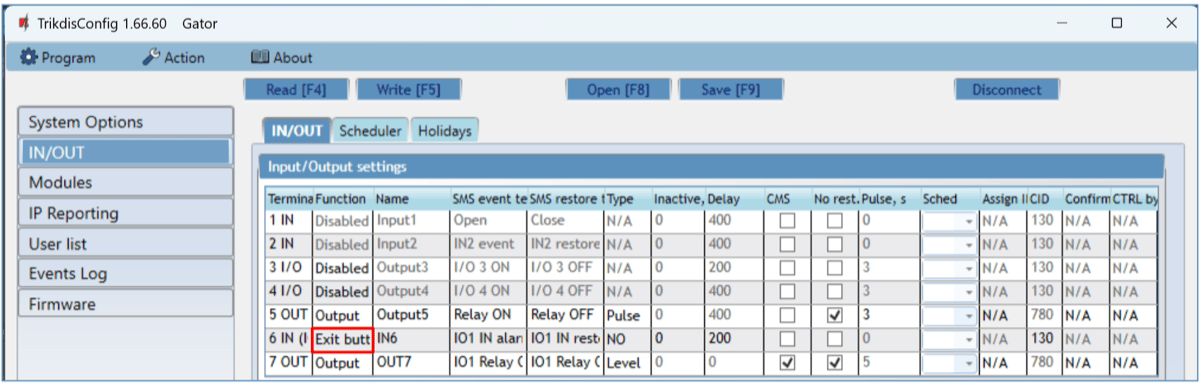 TrikdisConfig 1.66.60 Gator
Program Action About
Read [F4] Write [F5] Open [F8] Save [F9] Disconnect
System Options
IN/OUT
Modules
IP Reporting
User list
Events Log
Firmware
IN/OUT Scheduler Holidays
Input/Output settings
Termina Function Name SMS event te SMS restore t Type Inactive, Delay CMS No rest. Pulse, s Sched Assign II CID Confirm CTRL by
1 IN Disabled Input1 Open Close N/A 0 400 0 N/A 130 N/A N/A
2 IN Disabled Input2 IN2 event IN2 restore N/A 0 400 0 N/A 130 N/A N/A
3 I/O Disabled Output3 I/O 3 ON I/O 3 OFF N/A 0 200 3 N/A 130 N/A N/A
4 I/O Disabled Output4 I/O 4 ON I/O 4 OFF N/A 0 400 3 N/A 130 N/A N/A
5 OUT Output Output5 Relay ON Relay OFF Pulse 0 400 3 N/A 780 N/A N/A
6 IN (I Exit butt IN6 IO1 IN alan IO1 IN rest NO 0 200 0 N/A 130 N/A N/A
7 OUT Output OUT7 IO1 Relay C IO1 Relay C Level 0 0 5 N/A 780 N/A N/A